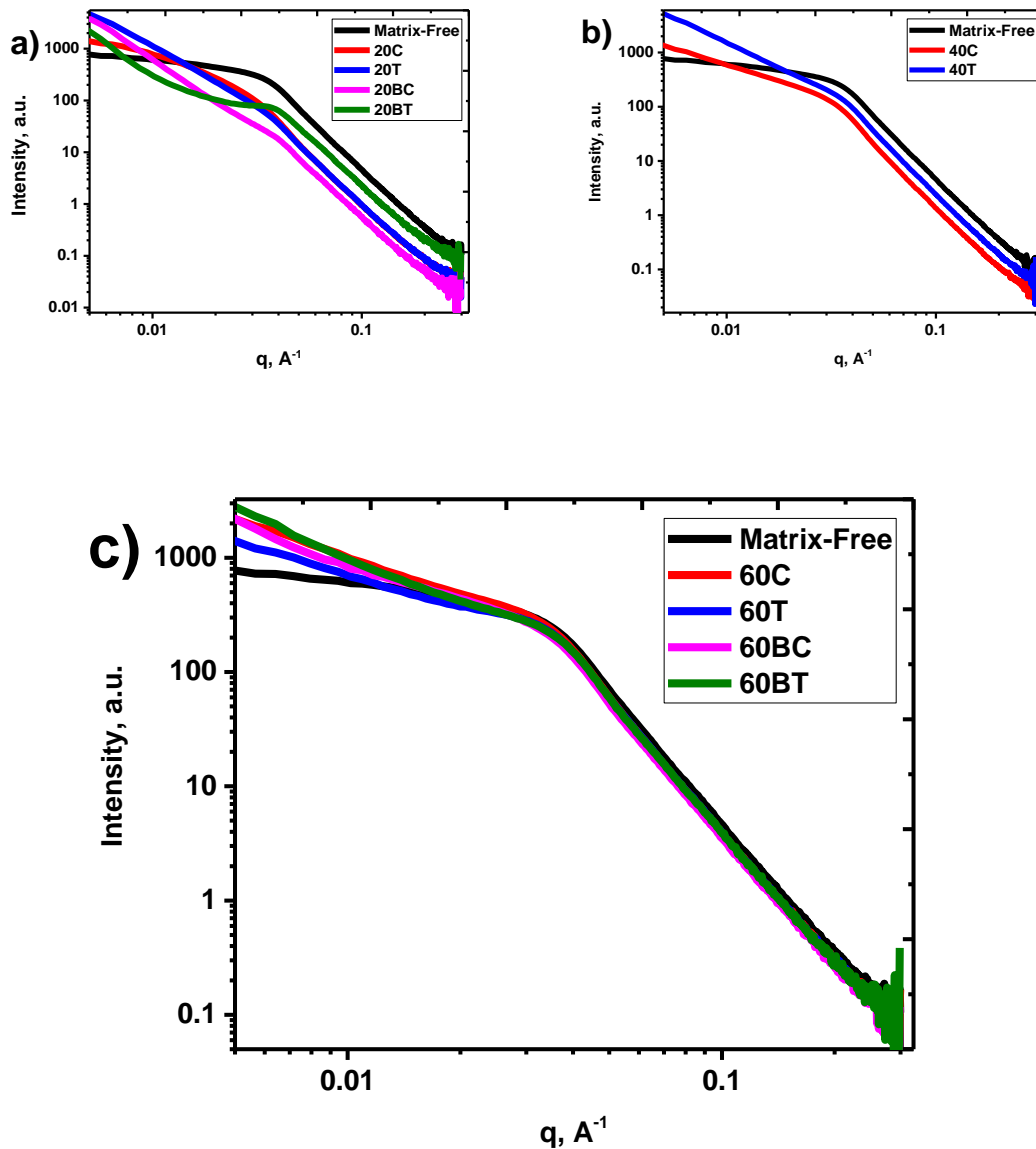 a)
Matrix-Free
20C
20T
20BC
20BT
1000
100
10
1
0.1
0.01
Intensity, a.u.
0.01
0.1
q, A-1
b)
Matrix-Free
40C
40T
1000
100
10
1
0.1
Intensity, a.u.
0.01
0.1
q, A-1
c)
Matrix-Free
60C
60T
60BC
60BT
1000
100
10
1
0.1
Intensity, a.u.
0.01
0.1
q, A-1